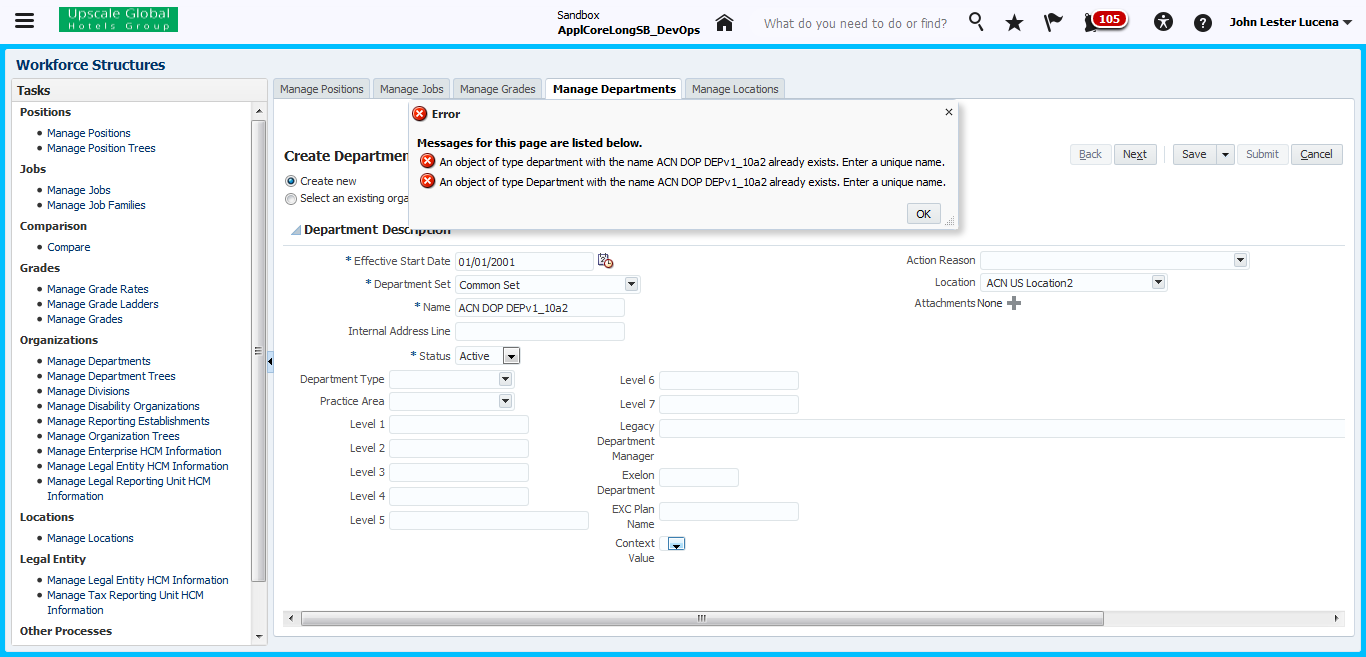 Upscale Global
Hotels Group
Sandbox
ApplCoreLongSB_DevOps
What do you need to do or find?
105
?
John Lester Lucena
Workforce Structures
Tasks
Positions
Manage Positions
Manage Position Trees
Jobs
Manage Jobs
Manage Job Families
Comparison
Compare
Grades
Manage Grade Rates
Manage Grade Ladders
Manage Grades
Organizations
Manage Departments
Manage Department Trees
Manage Divisions
Manage Disability Organizations
Manage Reporting Establishments
Manage Organization Trees
Manage Enterprise HCM Information
Manage Legal Entity HCM Information
Manage Legal Reporting Unit HCM
Information
Locations
Manage Locations
Legal Entity
Manage Legal Entity HCM Information
Manage Tax Reporting Unit HCM
Information
Other Processes
Manage Positions
Manage Jobs
Manage Grades
Manage Departments
Manage Locations
Error
Messages for this page are listed below.
An object of type department with the name ACN DOP DEPv1_10a2 already exists. Enter a unique name.
An object of type Department with the name ACN DOP DEPv1_10a2 already exists. Enter a unique name.
OK
Create Departmen
Back Next Save Submit Cancel
Create new
Select an existing orga
Department Description
* Effective Start Date 01/01/2001
* Department Set Common Set
* Name ACN DOP DEPv1_10a2
Internal Address Line
* Status Active
Action Reason
Location ACN US Location2
Attachments None
Department Type
Practice Area
Level 1
Level 2
Level 3
Level 4
Level 5
Level 6
Level 7
Legacy
Department
Manager
Exelon
Department
EXC Plan
Name
Context
Value